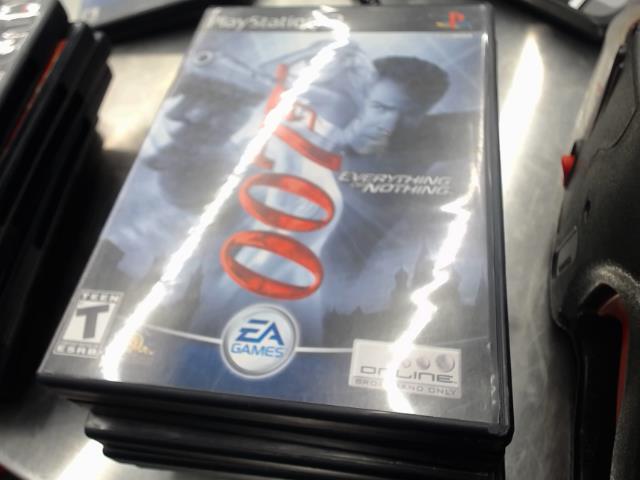 PlayStation 2
007
EVERYTHING
OR NOTHING
TEEN
T
ESRB
EA
GAMES
ONLINE
BROADBAND ONLY